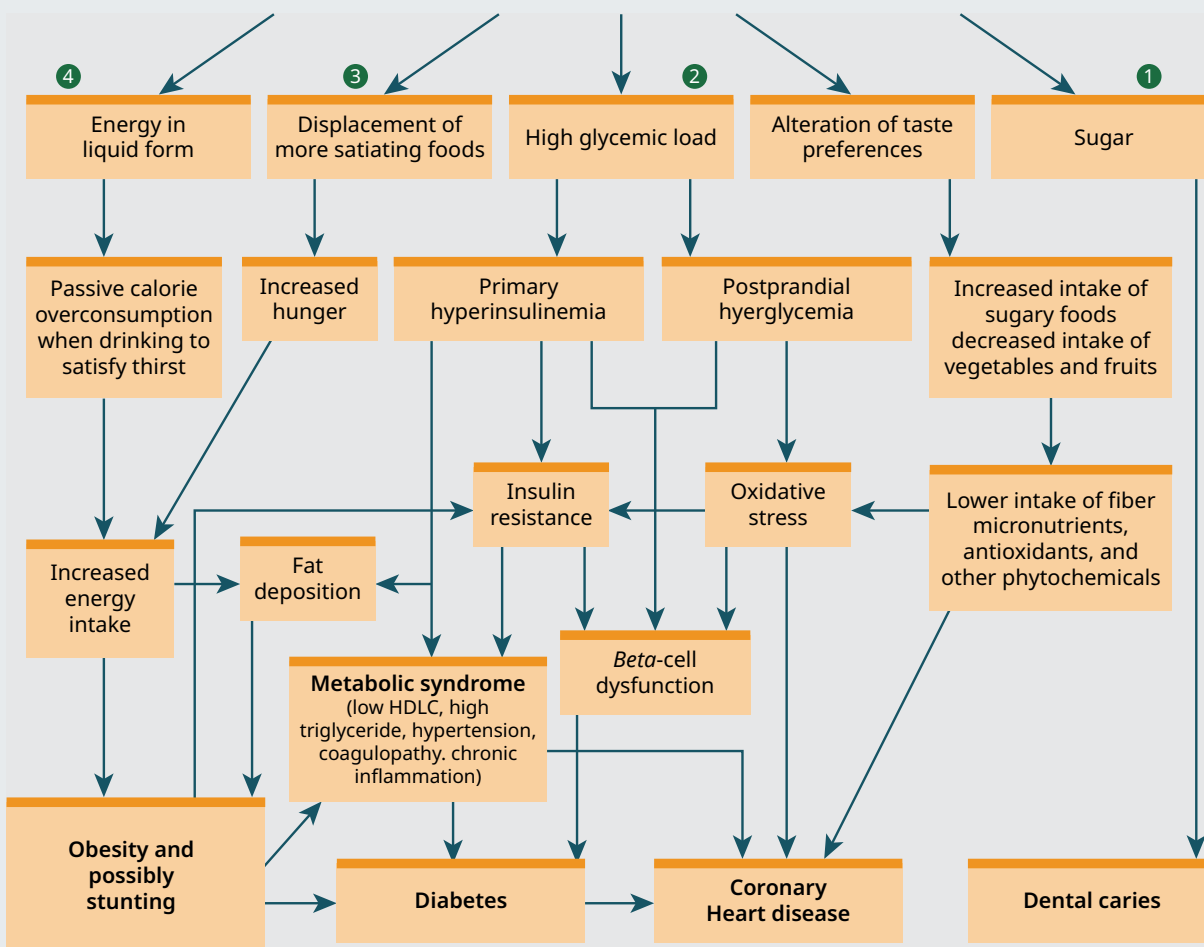 4
3
2
1
Energy in
liquid form
Displacement of
more satiating foods
High glycemic load
Alteration of taste
preferences
Sugar
Passive calorie
overconsumption
when drinking to
satisfy thirst
Increased
hunger
Primary
hyperinsulinemia
Postprandial
hyerglycemia
Increased intake of
sugary foods
decreased intake of
vegetables and fruits
Insulin
resistance
Oxidative
stress
Lower intake of fiber
micronutrients,
antioxidants, and
other phytochemicals
Increased
energy
intake
Fat
deposition
Beta-cell
dysfunction
Metabolic syndrome
(low HDLC, high
triglyceride, hypertension,
coagulopathy. chronic
inflammation)
Obesity and
possibly
stunting
Diabetes
Coronary
Heart disease
Dental caries